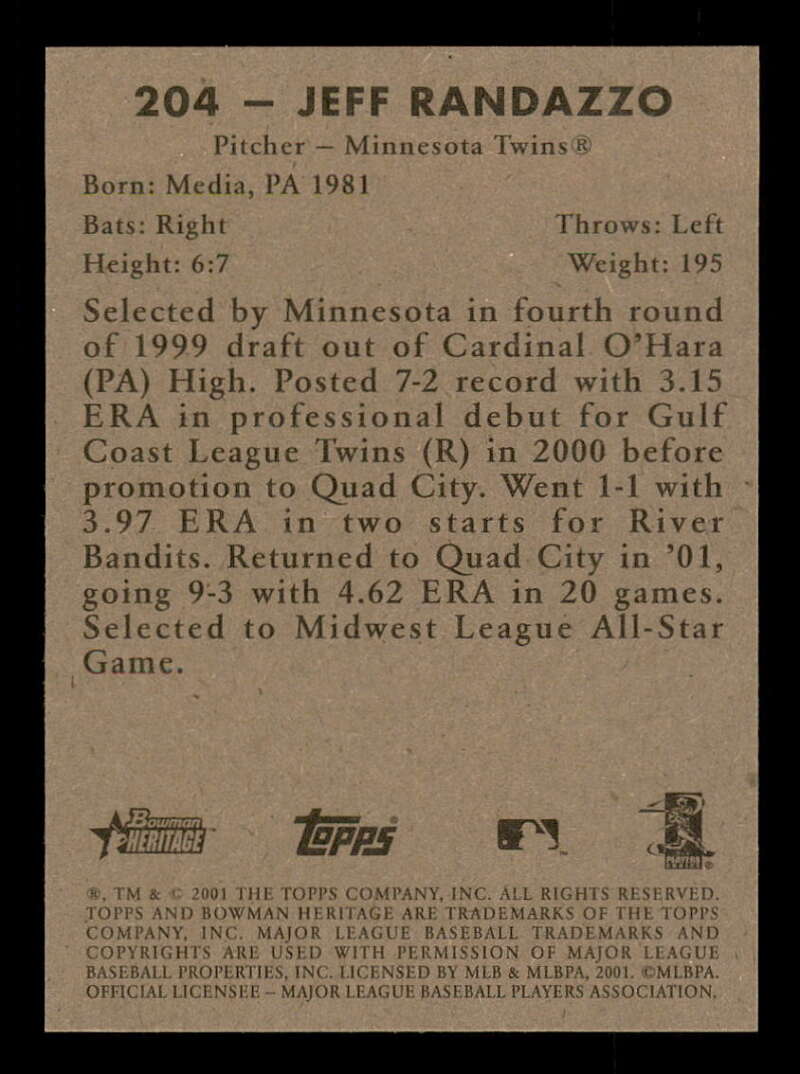 204 – JEFF RANDAZZO
Pitcher – Minnesota Twins®
Born: Media, PA 1981
Bats: Right Throws: Left
Height: 6:7 Weight: 195
Selected by Minnesota in fourth round
of 1999 draft out of Cardinal O'Hara
(PA) High. Posted 7-2 record with 3.15
ERA in professional debut for Gulf
Coast League Twins (R) in 2000 before
promotion to Quad City. Went 1-1 with
3.97 ERA in two starts for River
Bandits. Returned to Quad City in '01,
going 9-3 with 4.62 ERA in 20 games.
Selected to Midwest League All-Star
Game.
Bowman
HERITAGE
TOPPS
®, TM & © 2001 THE TOPPS COMPANY, INC. ALL RIGHTS RESERVED.
TOPPS AND BOWMAN HERITAGE ARE TRADEMARKS OF THE TOPPS
COMPANY, INC. MAJOR LEAGUE BASEBALL TRADEMARKS AND
COPYRIGHTS ARE USED WITH PERMISSION OF MAJOR LEAGUE
BASEBALL PROPERTIES, INC. LICENSED BY MLB & MLBPA, 2001. ©MLBPA.
OFFICIAL LICENSEE – MAJOR LEAGUE BASEBALL PLAYERS ASSOCIATION.